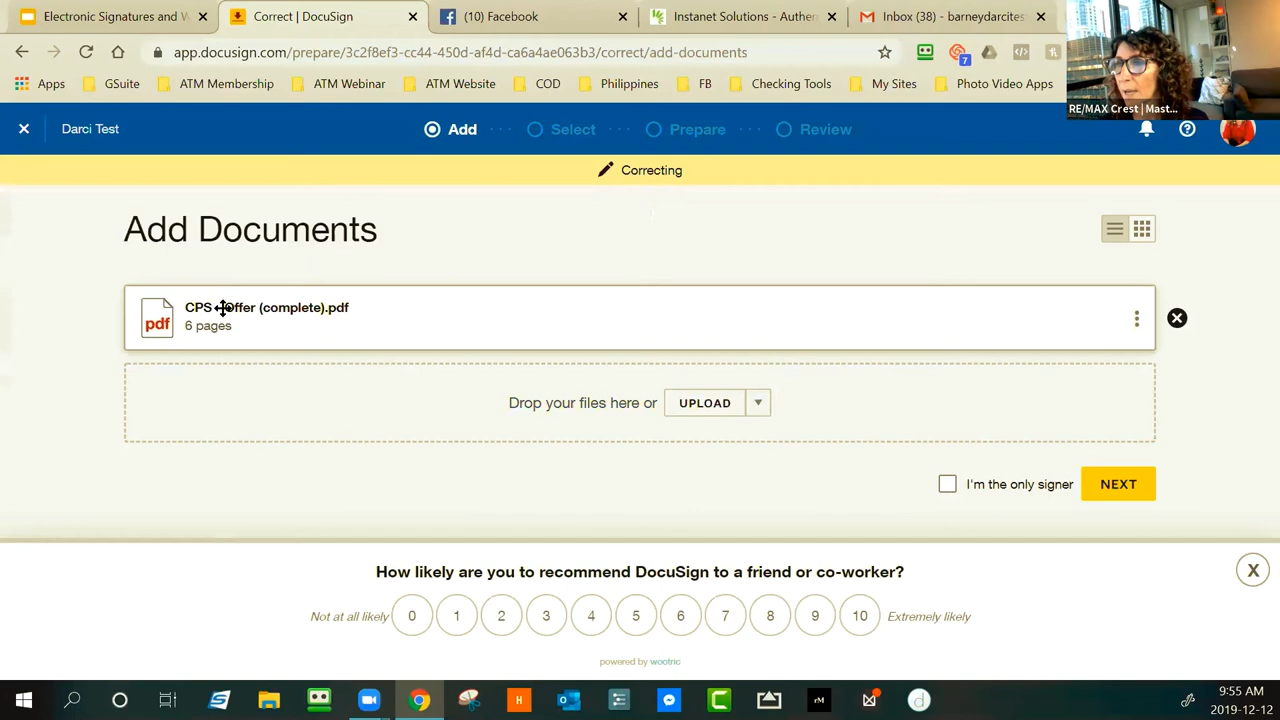 Electronic Signatures and W
Correct | DocuSign
(10) Facebook
Instanet Solutions - Authe
Inbox (38) - barneydarcites
app.docusign.com/prepare/3c2f8ef3-cc44-450d-af4d-ca6a4ae063b3/correct/add-documents
7
Apps
GSuite
ATM Membership
ATM Web
ATM Website
COD
Philippines
FB
Checking Tools
My Sites
Photo Video Apps
RE/MAX Crest | Mast...
Darci Test
Add
Select
Prepare
Review
Correcting
Add Documents
pdf
CPS Offer (complete).pdf
6 pages
Drop your files here or
UPLOAD
I'm the only signer
NEXT
How likely are you to recommend DocuSign to a friend or co-worker?
X
Not at all likely
0 1 2 3 4 5 6 7 8 9 10
Extremely likely
powered by wootric
H
rM
d
9:55 AM
2019-12-12